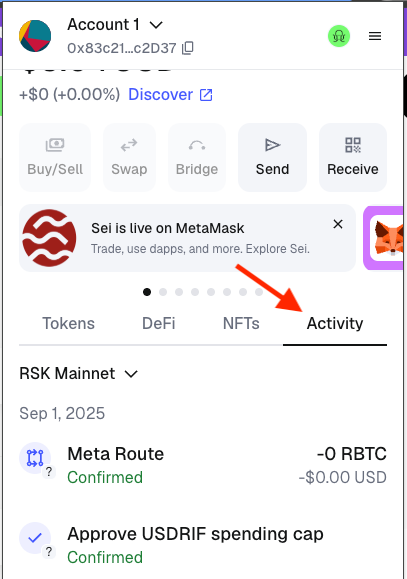 Account 1
0x83c21...c2D37
+$0 (+0.00%) Discover
Buy/Sell
Swap
Bridge
Send
Receive
Sei is live on MetaMask
Trade, use dapps, and more. Explore Sei.
Tokens
DeFi
NFTs
Activity
RSK Mainnet
Sep 1, 2025
Meta Route
-0 RBTC
?
Confirmed
-$0.00 USD
Approve USDRIF spending cap
?
Confirmed